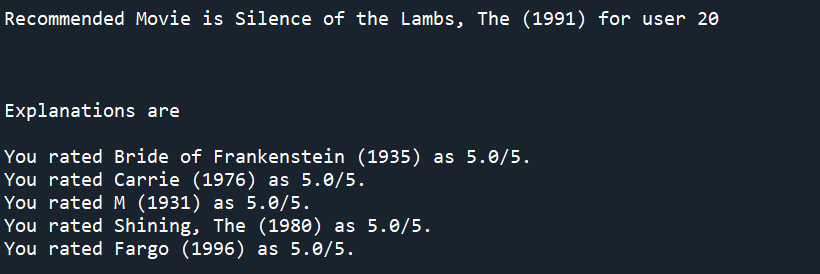 Recommended Movie is Silence of the Lambs, The (1991) for user 20
Explanations are
You rated Bride of Frankenstein (1935) as 5.0/5.
You rated Carrie (1976) as 5.0/5.
You rated M (1931) as 5.0/5.
You rated Shining, The (1980) as 5.0/5.
You rated Fargo (1996) as 5.0/5.